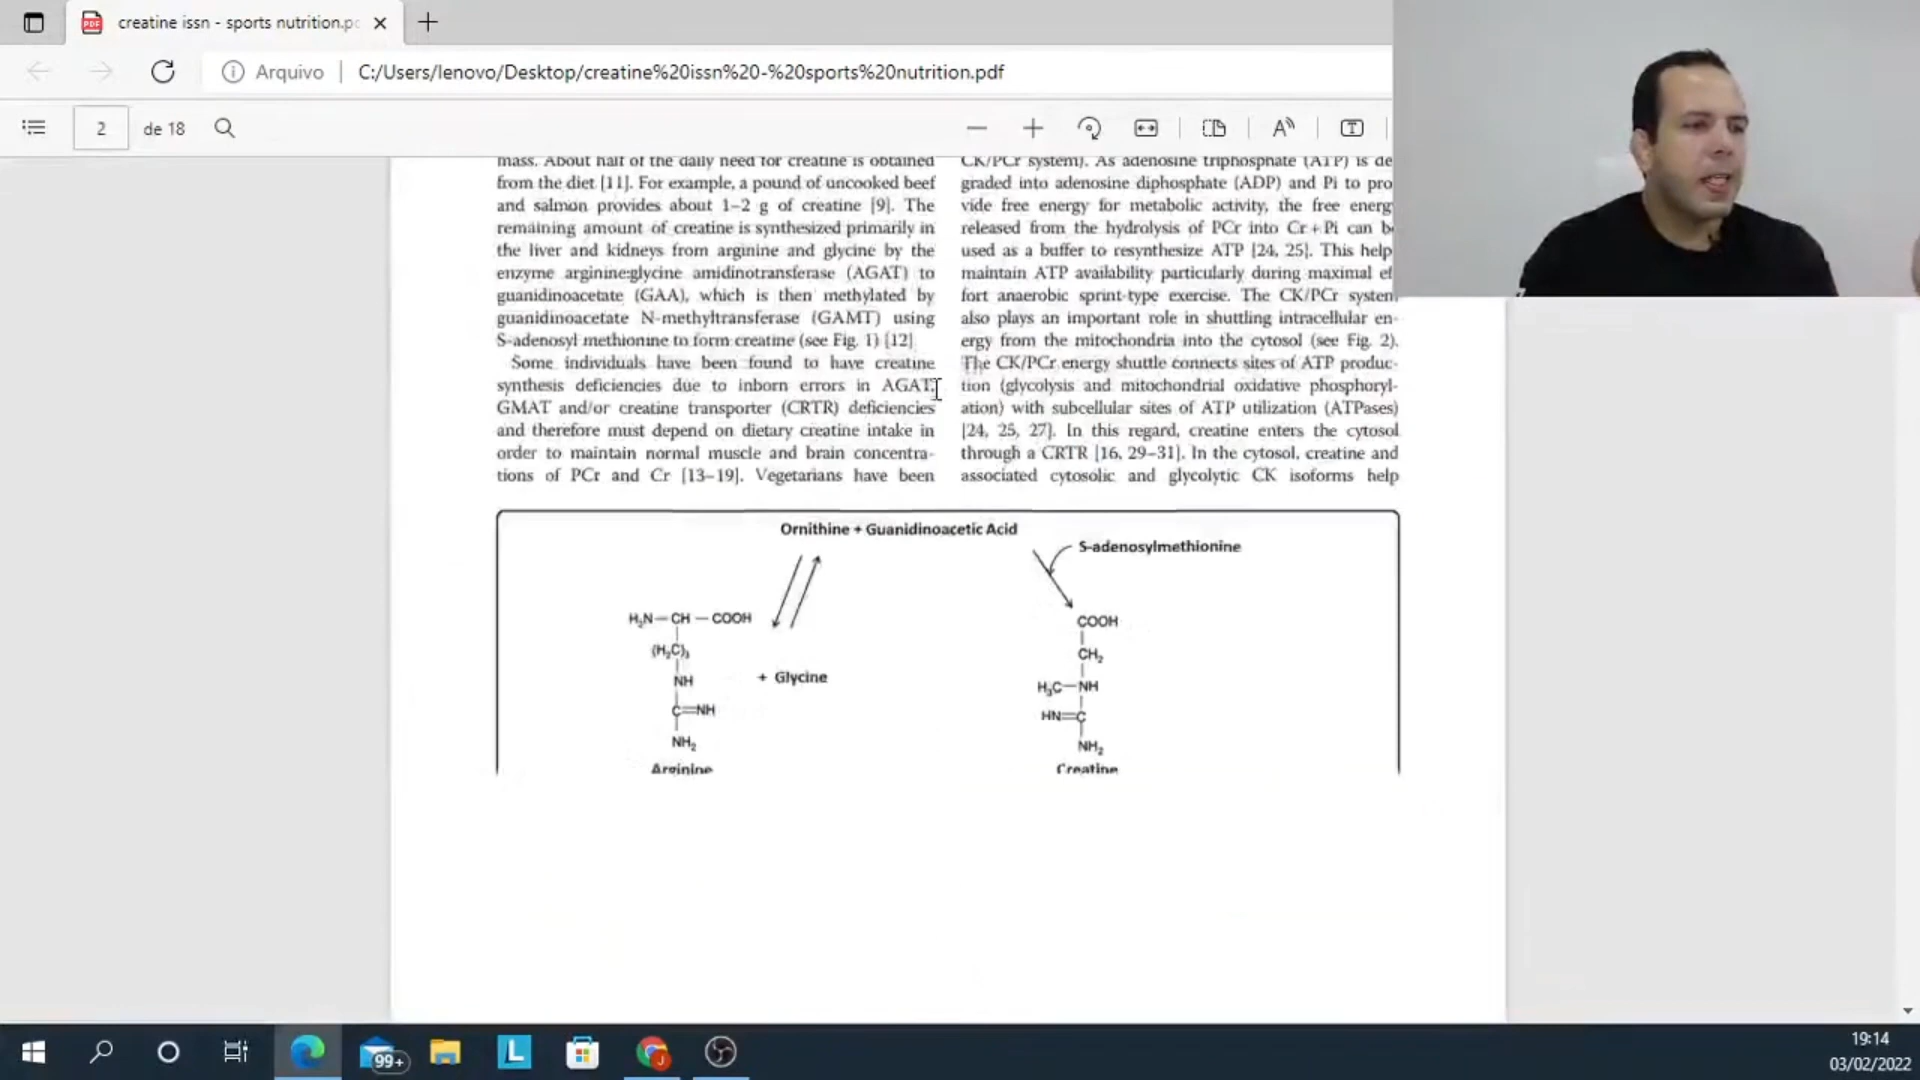 creatine issn - sports nutrition.p
Arquivo
C:/Users/lenovo/Desktop/creatine%20issn%20-%20sports%20nutrition.pdf
2
de 18
mass. About half of the daily need for creatine is obtained
from the diet [11]. For example, a pound of uncooked beef
and salmon provides about 1–2 g of creatine [9]. The
remaining amount of creatine is synthesized primarily in
the liver and kidneys from arginine and glycine by the
enzyme arginine:glycine amidinotransferase (AGAT) to
guanidinoacetate (GAA), which is then methylated by
guanidinoacetate N-methyltransferase (GAMT) using
S-adenosyl methionine to form creatine (see Fig. 1) [12]
Some individuals have been found to have creatine
synthesis deficiencies due to inborn errors in AGAT,
GMAT and/or creatine transporter (CRTR) deficiencies
and therefore must depend on dietary creatine intake in
order to maintain normal muscle and brain concentra-
tions of PCr and Cr [13–19]. Vegetarians have been
CK/PCr system). As adenosine triphosphate (ATP) is de
graded into adenosine diphosphate (ADP) and Pi to pro
vide free energy for metabolic activity, the free energ
released from the hydrolysis of PCr into Cr + Pi can b
used as a buffer to resynthesize ATP [24, 25]. This help
maintain ATP availability particularly during maximal ef
fort anaerobic sprint-type exercise. The CK/PCr system
also plays an important role in shuttling intracellular en-
ergy from the mitochondria into the cytosol (see Fig. 2).
The CK/PCr energy shuttle connects sites of ATP produc-
tion (glycolysis and mitochondrial oxidative phosphoryl-
ation) with subcellular sites of ATP utilization (ATPases)
[24, 25, 27]. In this regard, creatine enters the cytosol
through a CRTR [16, 29–31]. In the cytosol, creatine and
associated cytosolic and glycolytic CK isoforms help
Ornithine + Guanidinoacetic Acid
S-adenosylmethionine
H₂N—CH—COOH
(H₂C)₃
NH
C=NH
NH₂
Arginine
+ Glycine
COOH
CH₂
H₃C—NH
HN=C
NH₂
Creatine
99+
19:14
03/02/2022